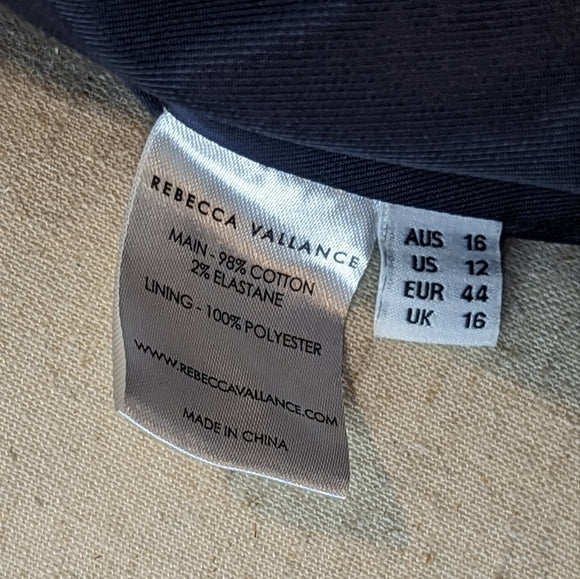 REBECCA VALLANCE
MAIN - 98% COTTON
2% ELASTANE
LINING - 100% POLYESTER
WWW.REBECCAVALLANCE.COM
MADE IN CHINA
AUS 16
US 12
EUR 44
UK 16